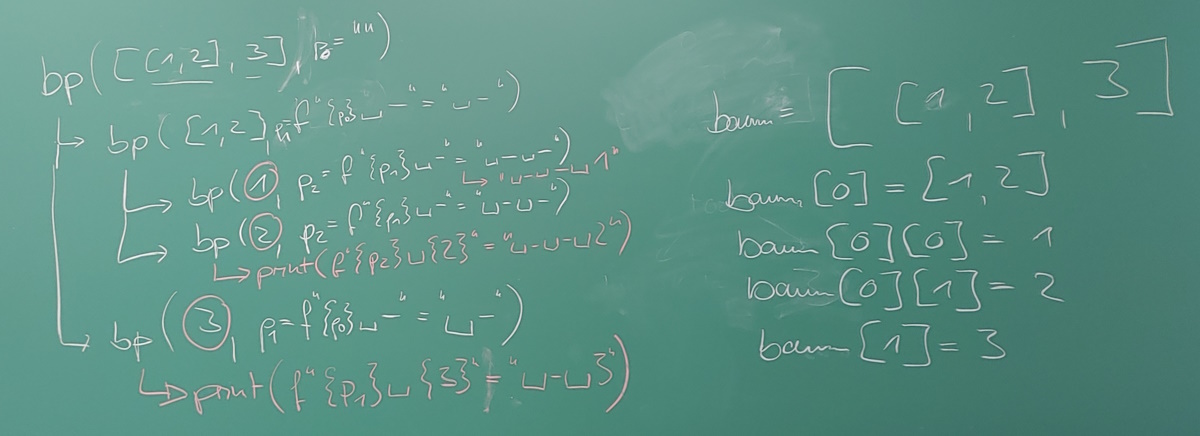 bp([[1,2],3], p₀="")
↳ bp([1,2], p₁=f"{p₀}␣-"="␣-")
↳ bp(1, p₂=f"{p₁}␣-"="␣-␣-")
↳ "␣-␣-␣1"
↳ bp(2, p₂=f"{p₁}␣-"="␣-␣-")
↳ print(f"{p₂}␣{2}"="␣-␣-␣2")
↳ bp(3, p₁=f"{p₀}␣-"="␣-")
↳ print(f"{p₁}␣{3}"="␣-␣3")
baum=[[1,2],3]
baum[0]=[1,2]
baum[0][0]=1
baum[0][1]=2
baum[1]=3